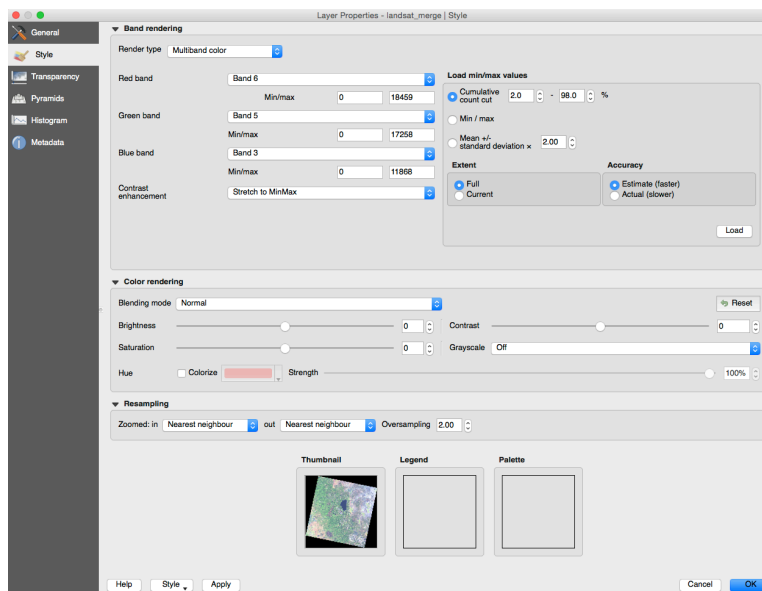 Layer Properties - landsat_merge | Style
General
Style
Transparency
Pyramids
Histogram
Metadata
Band rendering
Render type Multiband color
Red band Band 6
Min/max 0 18459
Green band Band 5
Min/max 0 17258
Blue band Band 3
Min/max 0 11868
Contrast
enhancement Stretch to MinMax
Load min/max values
Cumulative
count cut 2.0 - 98.0 %
Min / max
Mean +/-
standard deviation × 2.00
Extent
Full
Current
Accuracy
Estimate (faster)
Actual (slower)
Load
Color rendering
Blending mode Normal Reset
Brightness 0 Contrast 0
Saturation 0 Grayscale Off
Hue Colorize Strength 100%
Resampling
Zoomed: in Nearest neighbour out Nearest neighbour Oversampling 2.00
Thumbnail Legend Palette
Help Style Apply Cancel OK